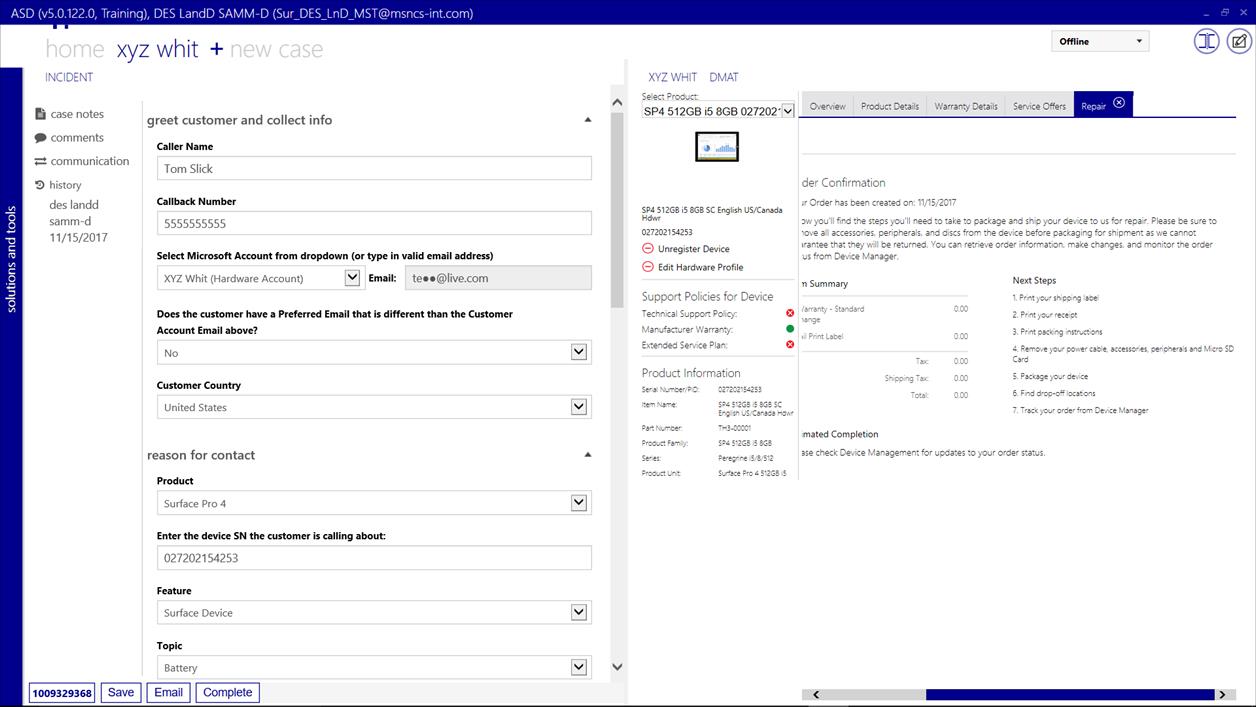 ASD (v5.0.122.0, Training), DES LandD SAMM-D (Sur_DES_LnD_MST@msncs-int.com)
home xyz whit + new case
Offline
INCIDENT
solutions and tools
case notes
comments
communication
history
des landd
samm-d
11/15/2017
greet customer and collect info
Caller Name
Tom Slick
Callback Number
5555555555
Select Microsoft Account from dropdown (or type in valid email address)
XYZ Whit (Hardware Account) Email: te●●@live.com
Does the customer have a Preferred Email that is different than the Customer
Account Email above?
No
Customer Country
United States
reason for contact
Product
Surface Pro 4
Enter the device SN the customer is calling about:
027202154253
Feature
Surface Device
Topic
Battery
1009329368 Save Email Complete
XYZ WHIT DMAT
Select Product:
SP4 512GB i5 8GB 027202
SP4 512GB i5 8GB SC English US/Canada
Hdwr
027202154253
Unregister Device
Edit Hardware Profile
Support Policies for Device
Technical Support Policy:
Manufacturer Warranty:
Extended Service Plan:
Product Information
Serial Number/PID: 027202154253
Item Name: SP4 512GB i5 8GB SC
English US/Canada Hdwr
Part Number: TH3-00001
Product Family: SP4 512GB i5 8GB
Series: Peregrine i5/8/512
Product Unit: Surface Pro 4 512GB i5
Overview Product Details Warranty Details Service Offers Repair
der Confirmation
ur Order has been created on: 11/15/2017
ow you'll find the steps you'll need to take to package and ship your device to us for repair. Please be sure to
nove all accessories, peripherals, and discs from the device before packaging for shipment as we cannot
arantee that they will be returned. You can retrieve order information, make changes, and monitor the order
us from Device Manager.
m Summary
Warranty - Standard 0.00
hange
il Print Label 0.00
Tax: 0.00
Shipping Tax: 0.00
Total: 0.00
Next Steps
1. Print your shipping label
2. Print your receipt
3. Print packing instructions
4. Remove your power cable, accessories, peripherals and Micro SD
Card
5. Package your device
6. Find drop-off locations
7. Track your order from Device Manager
mated Completion
ase check Device Management for updates to your order status.